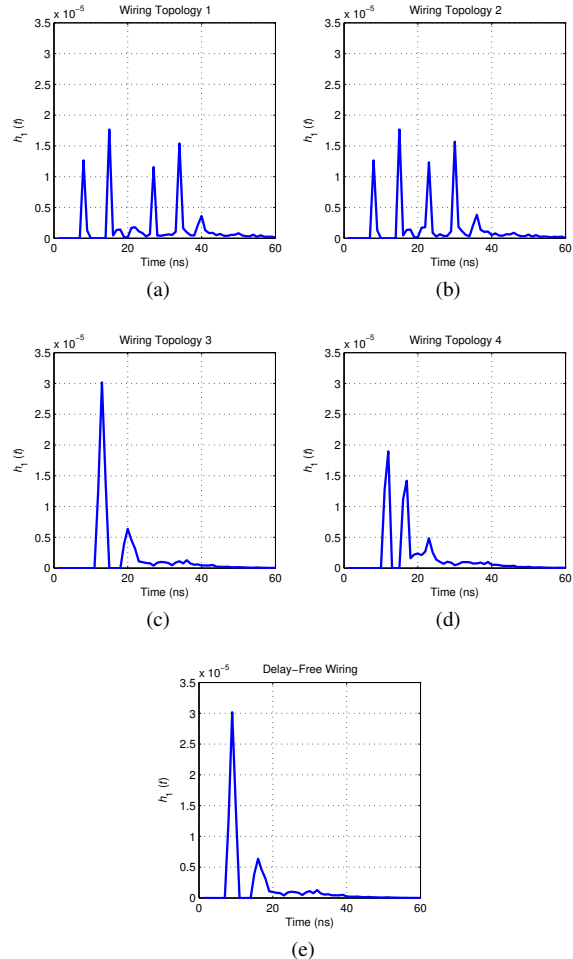 Wiring Topology 1
x 10⁻⁵
3.5
3
2.5
2
1.5
1
0.5
0
h₁ (t)
0 20 40 60
Time (ns)
(a)
Wiring Topology 2
x 10⁻⁵
3.5
3
2.5
2
1.5
1
0.5
0
h₁ (t)
0 20 40 60
Time (ns)
(b)
Wiring Topology 3
x 10⁻⁵
3.5
3
2.5
2
1.5
1
0.5
0
h₁ (t)
0 20 40 60
Time (ns)
(c)
Wiring Topology 4
x 10⁻⁵
3.5
3
2.5
2
1.5
1
0.5
0
h₁ (t)
0 20 40 60
Time (ns)
(d)
Delay−Free Wiring
x 10⁻⁵
3.5
3
2.5
2
1.5
1
0.5
0
h₁ (t)
0 20 40 60
Time (ns)
(e)